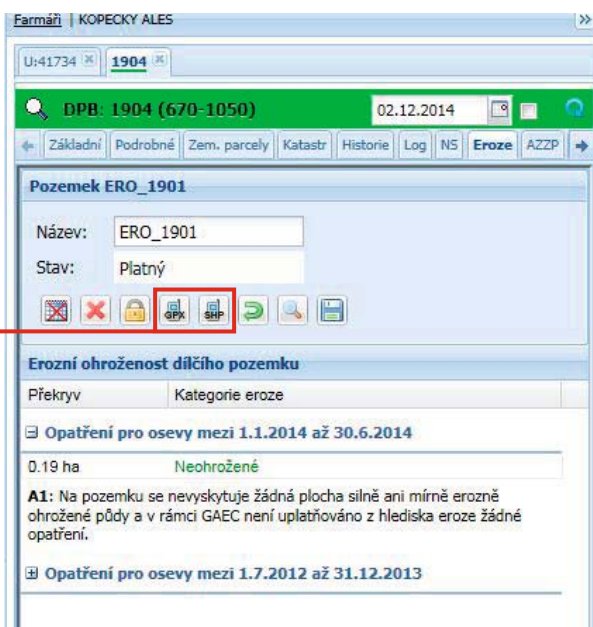 Farmáři | KOPECKY ALES
U:41734 1904
DPB: 1904 (670-1050) 02.12.2014
Základní Podrobné Zem. parcely Katastr Historie Log NS Eroze AZZP
Pozemek ERO_1901
Název: ERO_1901
Stav: Platný
GPX SHP
Erozní ohroženost dílčího pozemku
Překryv Kategorie eroze
Opatření pro osevy mezi 1.1.2014 až 30.6.2014
0.19 ha Neohrožené
A1: Na pozemku se nevyskytuje žádná plocha silně ani mírně erozně
ohrožené půdy a v rámci GAEC není uplatňováno z hlediska eroze žádné
opatření.
Opatření pro osevy mezi 1.7.2012 až 31.12.2013